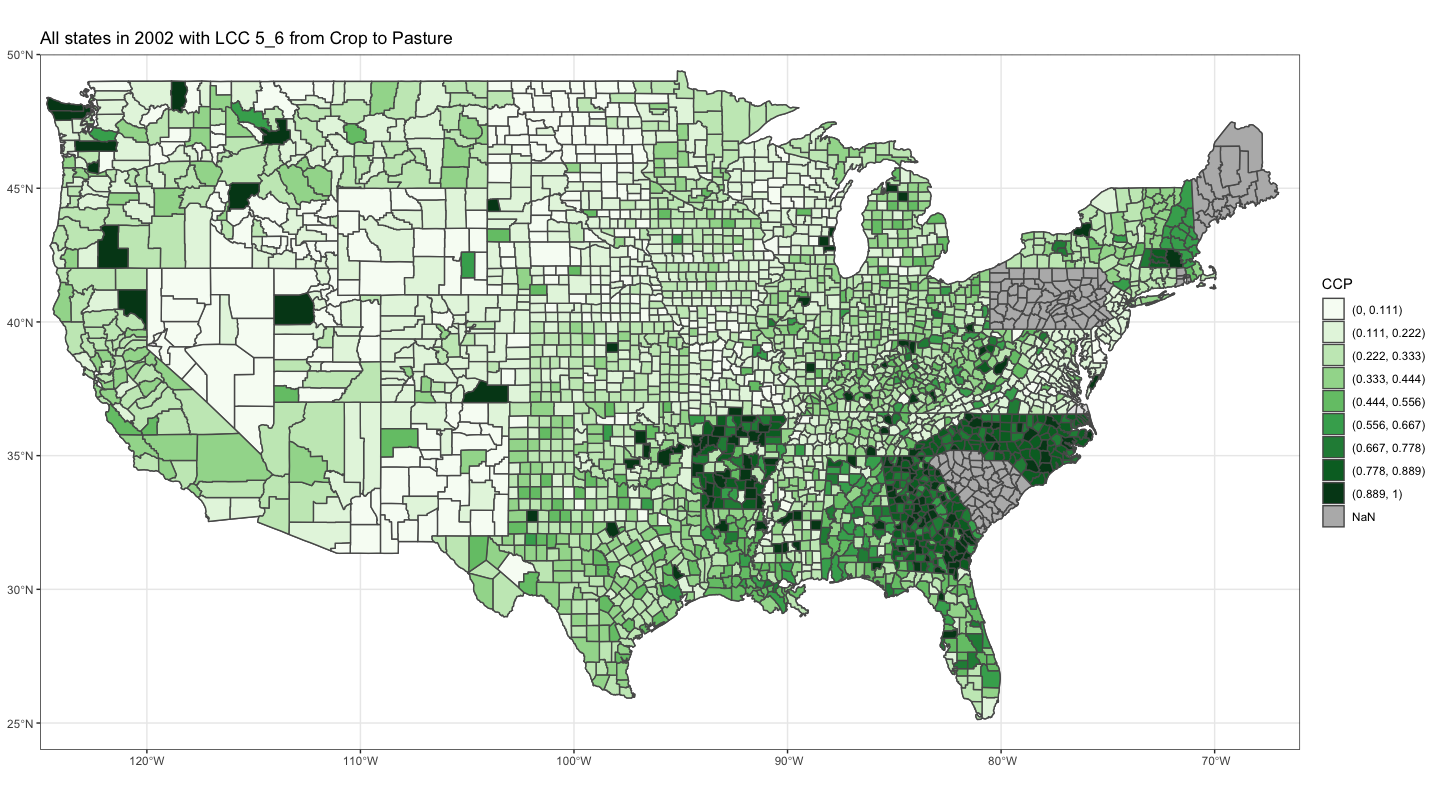 All states in 2002 with LCC 5_6 from Crop to Pasture
50°N
45°N
40°N
35°N
30°N
25°N
120°W 110°W 100°W 90°W 80°W 70°W
CCP
(0, 0.111)
(0.111, 0.222)
(0.222, 0.333)
(0.333, 0.444)
(0.444, 0.556)
(0.556, 0.667)
(0.667, 0.778)
(0.778, 0.889)
(0.889, 1)
NaN